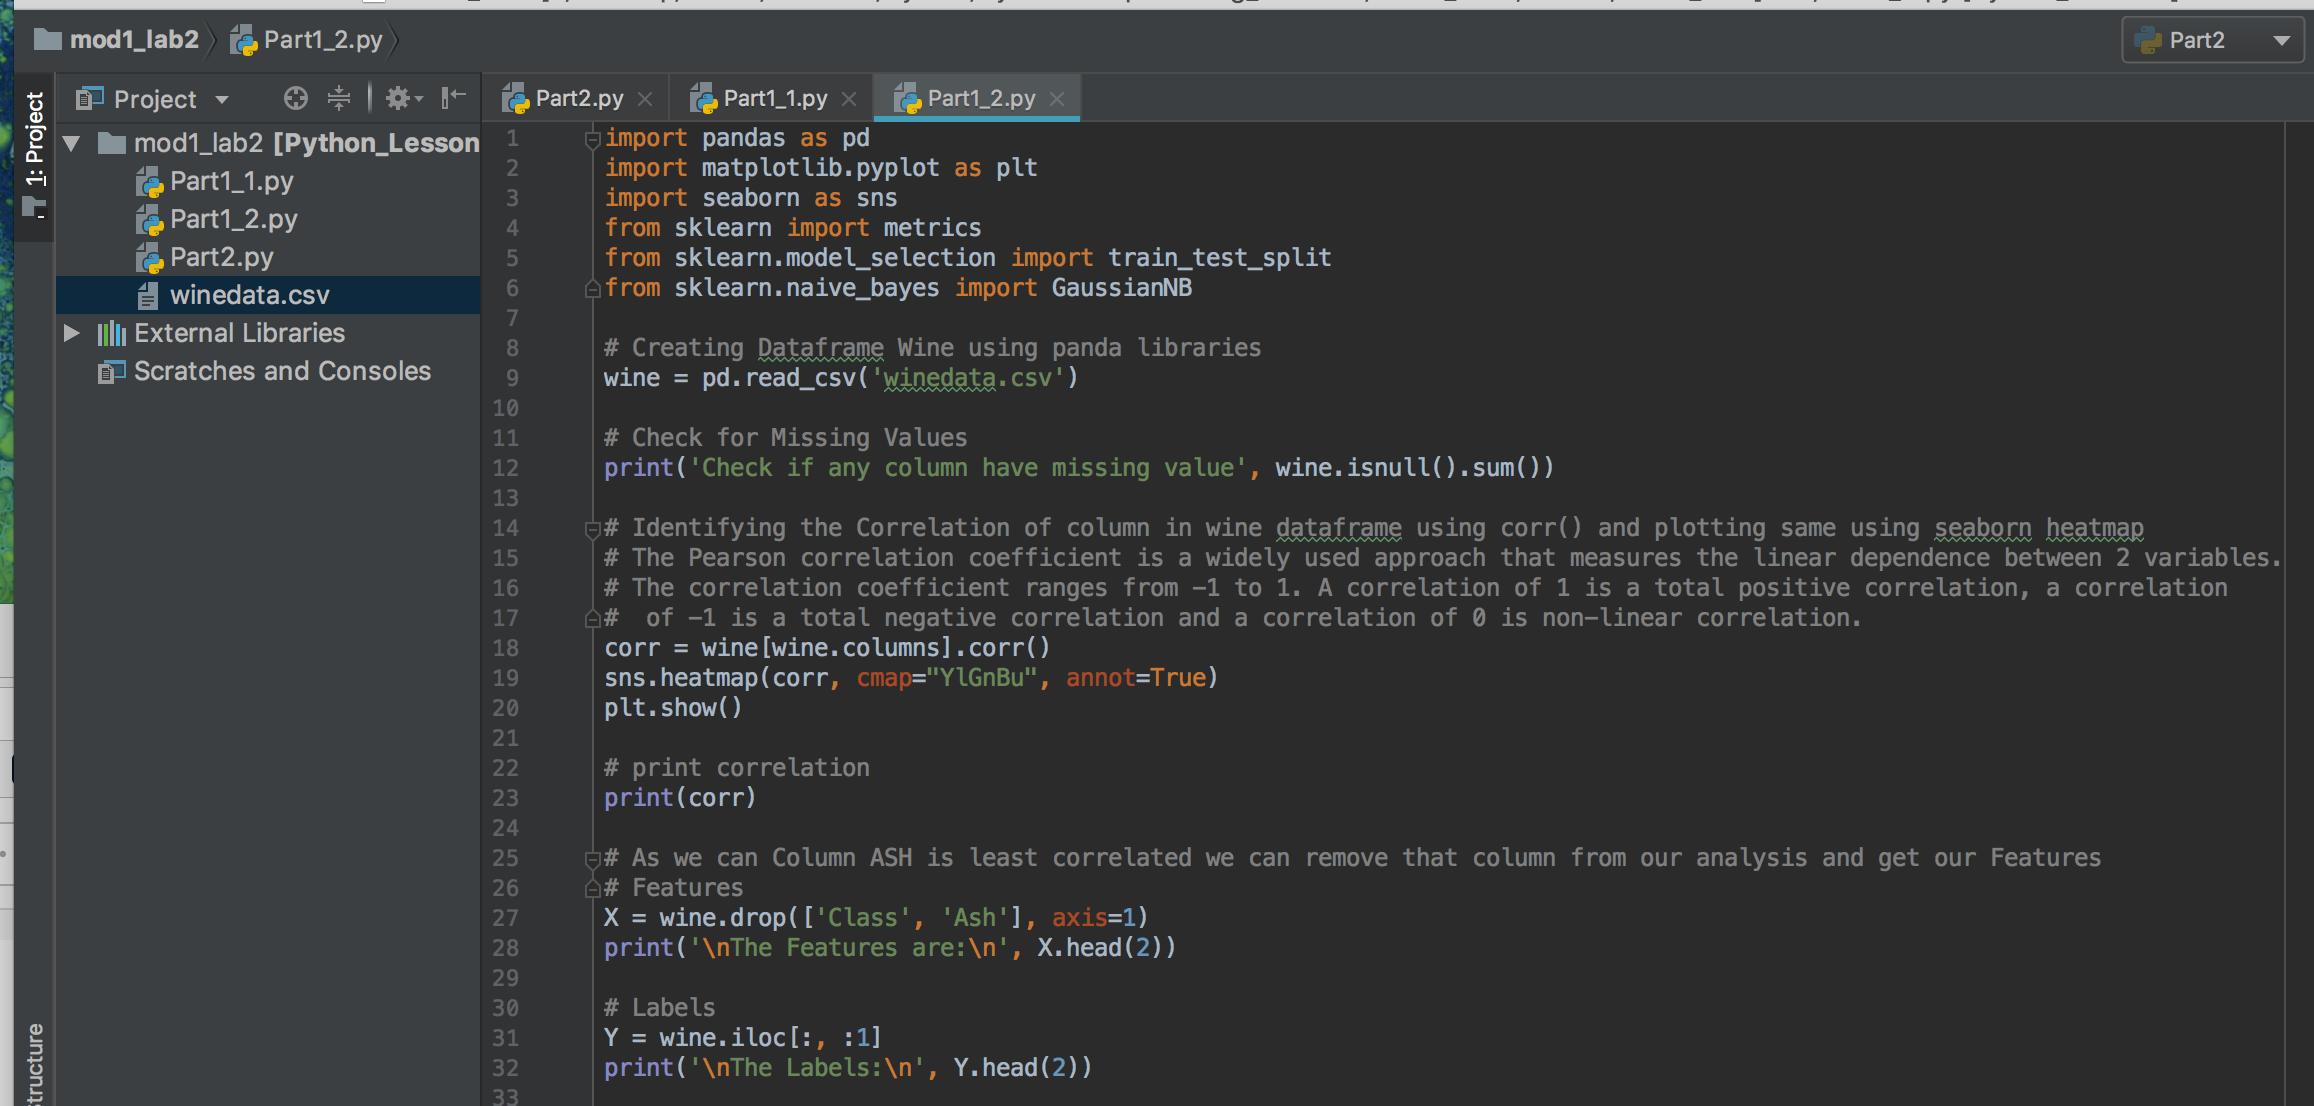 mod1_lab2 Part1_2.py
Part2
1: Project
Project
Part2.py Part1_1.py Part1_2.py
mod1_lab2 [Python_Lesson
Part1_1.py
Part1_2.py
Part2.py
winedata.csv
External Libraries
Scratches and Consoles
1 import pandas as pd
2 import matplotlib.pyplot as plt
3 import seaborn as sns
4 from sklearn import metrics
5 from sklearn.model_selection import train_test_split
6 from sklearn.naive_bayes import GaussianNB
7
8 # Creating Dataframe Wine using panda libraries
9 wine = pd.read_csv('winedata.csv')
10
11 # Check for Missing Values
12 print('Check if any column have missing value', wine.isnull().sum())
13
14 # Identifying the Correlation of column in wine dataframe using corr() and plotting same using seaborn heatmap
15 # The Pearson correlation coefficient is a widely used approach that measures the linear dependence between 2 variables.
16 # The correlation coefficient ranges from -1 to 1. A correlation of 1 is a total positive correlation, a correlation
17 #  of -1 is a total negative correlation and a correlation of 0 is non-linear correlation.
18 corr = wine[wine.columns].corr()
19 sns.heatmap(corr, cmap="YlGnBu", annot=True)
20 plt.show()
21
22 # print correlation
23 print(corr)
24
25 # As we can Column ASH is least correlated we can remove that column from our analysis and get our Features
26 # Features
27 X = wine.drop(['Class', 'Ash'], axis=1)
28 print('\nThe Features are:\n', X.head(2))
29
30 # Labels
31 Y = wine.iloc[:, :1]
32 print('\nThe Labels:\n', Y.head(2))
33